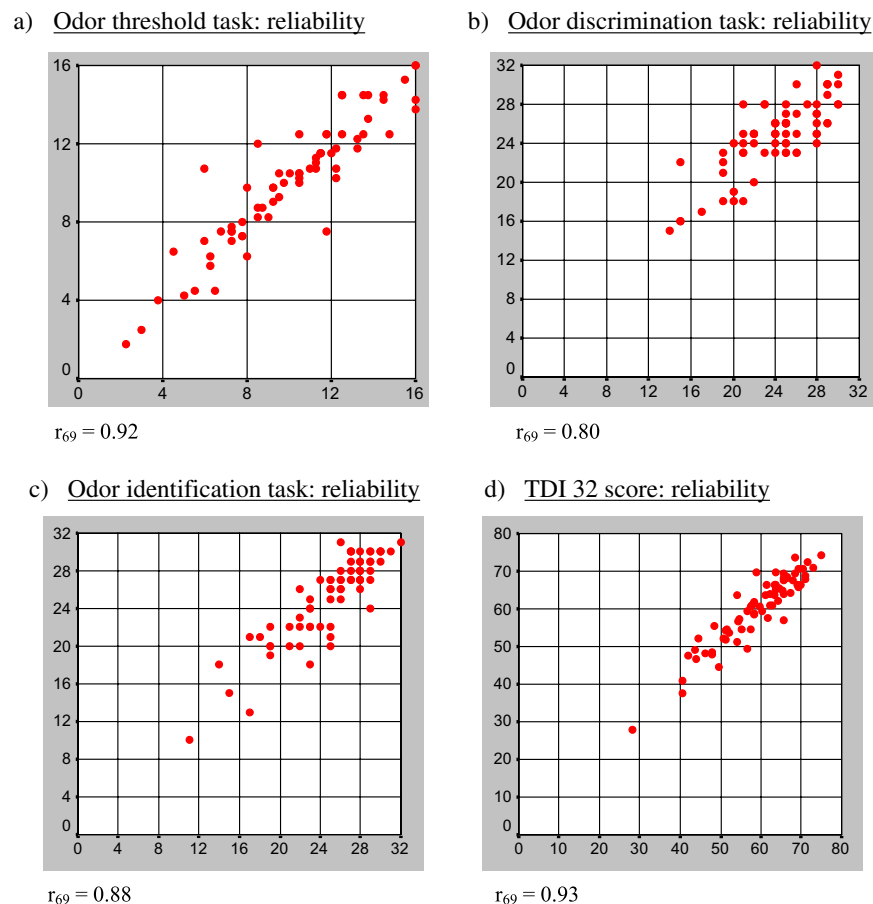 a) Odor threshold task: reliability
16
12
8
4
0
0 4 8 12 16
r69 = 0.92
b) Odor discrimination task: reliability
32
28
24
20
16
12
8
4
0
0 4 8 12 16 20 24 28 32
r69 = 0.80
c) Odor identification task: reliability
32
28
24
20
16
12
8
4
0
0 4 8 12 16 20 24 28 32
r69 = 0.88
d) TDI 32 score: reliability
80
70
60
50
40
30
20
10
0
0 10 20 30 40 50 60 70 80
r69 = 0.93